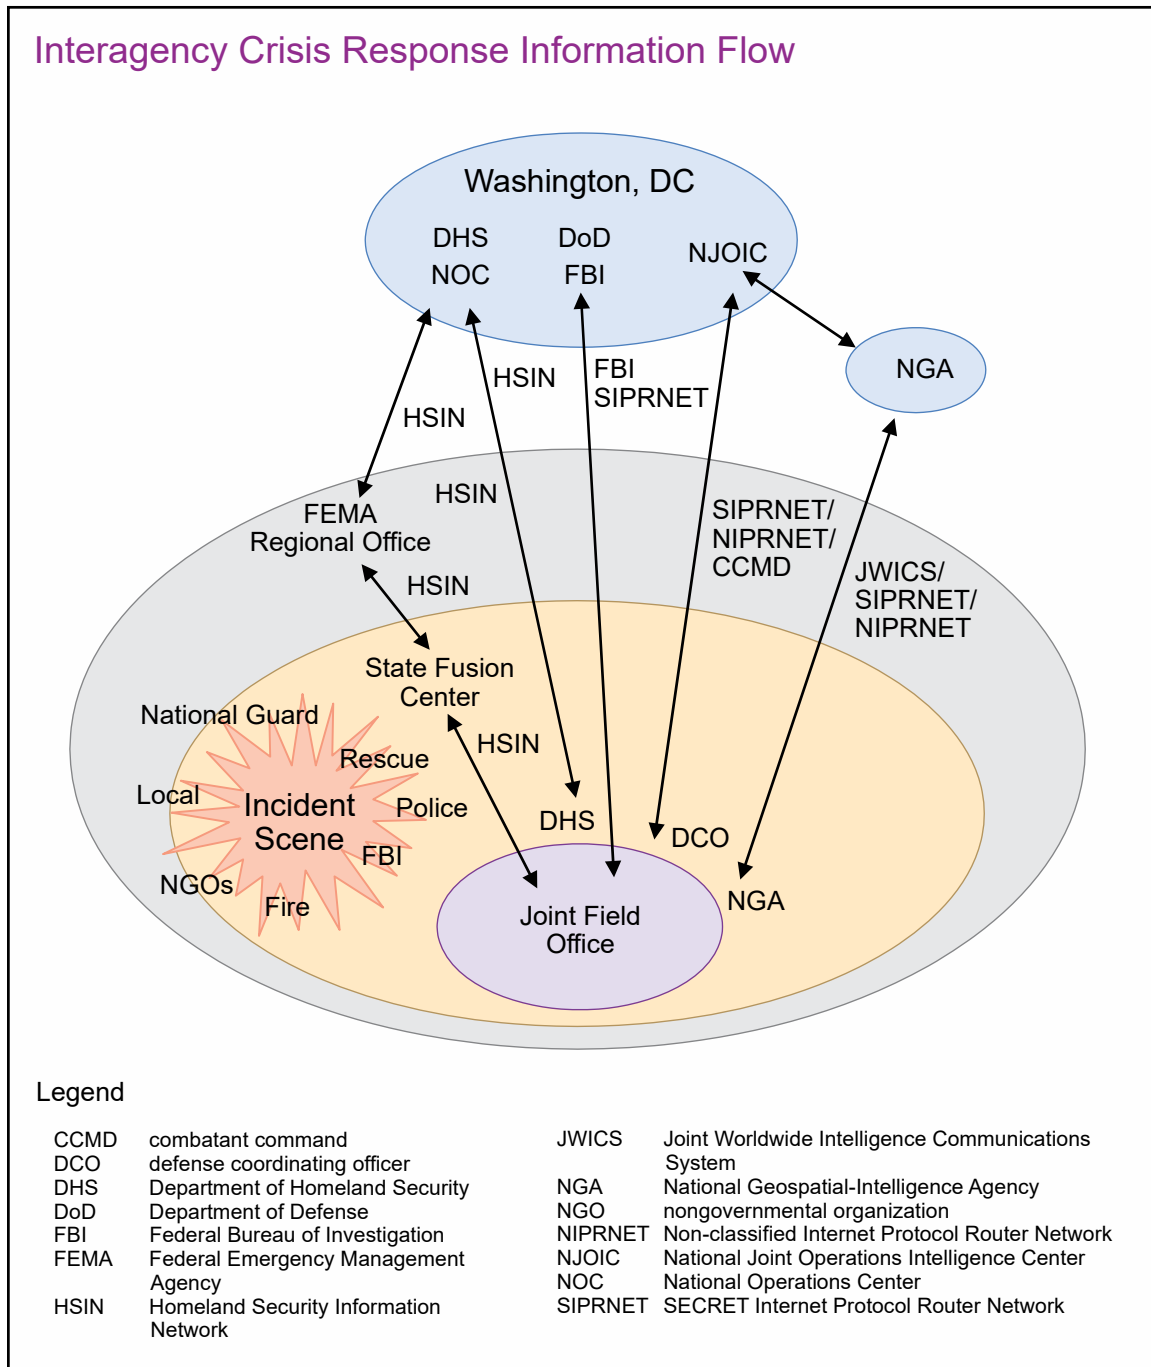 Interagency Crisis Response Information Flow
Washington, DC
DHS
NOC
DoD
FBI
NJOIC
NGA
HSIN
FBI
SIPRNET
HSIN
HSIN
FEMA
Regional Office
SIPRNET/
NIPRNET/
CCMD
JWICS/
SIPRNET/
NIPRNET
HSIN
State Fusion
Center
National Guard
HSIN
Rescue
Local
Incident
Scene
Police
FBI
NGOs
Fire
DHS
DCO
NGA
Joint Field
Office
Legend
CCMD combatant command
DCO defense coordinating officer
DHS Department of Homeland Security
DoD Department of Defense
FBI Federal Bureau of Investigation
FEMA Federal Emergency Management
Agency
HSIN Homeland Security Information
Network
JWICS Joint Worldwide Intelligence Communications
System
NGA National Geospatial-Intelligence Agency
NGO nongovernmental organization
NIPRNET Non-classified Internet Protocol Router Network
NJOIC National Joint Operations Intelligence Center
NOC National Operations Center
SIPRNET SECRET Internet Protocol Router Network